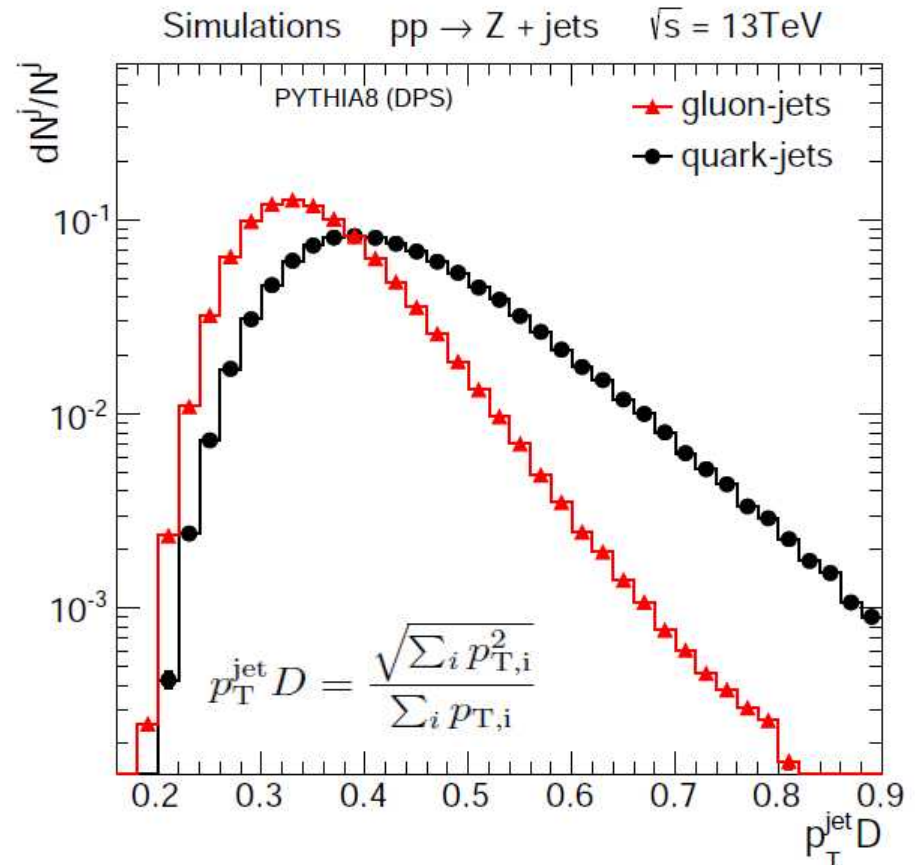 Simulations pp → Z + jets √s = 13TeV
dN^j/N^j
PYTHIA8 (DPS)
gluon-jets
quark-jets
10^-1
10^-2
10^-3
p_T^jet D = √(∑_i p_T,i^2) / ∑_i p_T,i
0.2 0.3 0.4 0.5 0.6 0.7 0.8 0.9
p_T^jet D